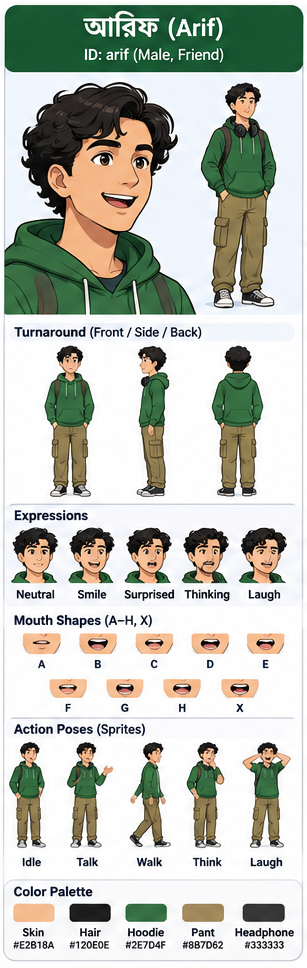 আরিফ (Arif)
ID: arif (Male, Friend)
Turnaround (Front / Side / Back)
Expressions
Neutral Smile Surprised Thinking Laugh
Mouth Shapes (A–H, X)
A B C D E
F G H X
Action Poses (Sprites)
Idle Talk Walk Think Laugh
Color Palette
Skin Hair Hoodie Pant Headphone
#E2B18A #120E0E #2E7D4F #8B7D62 #333333